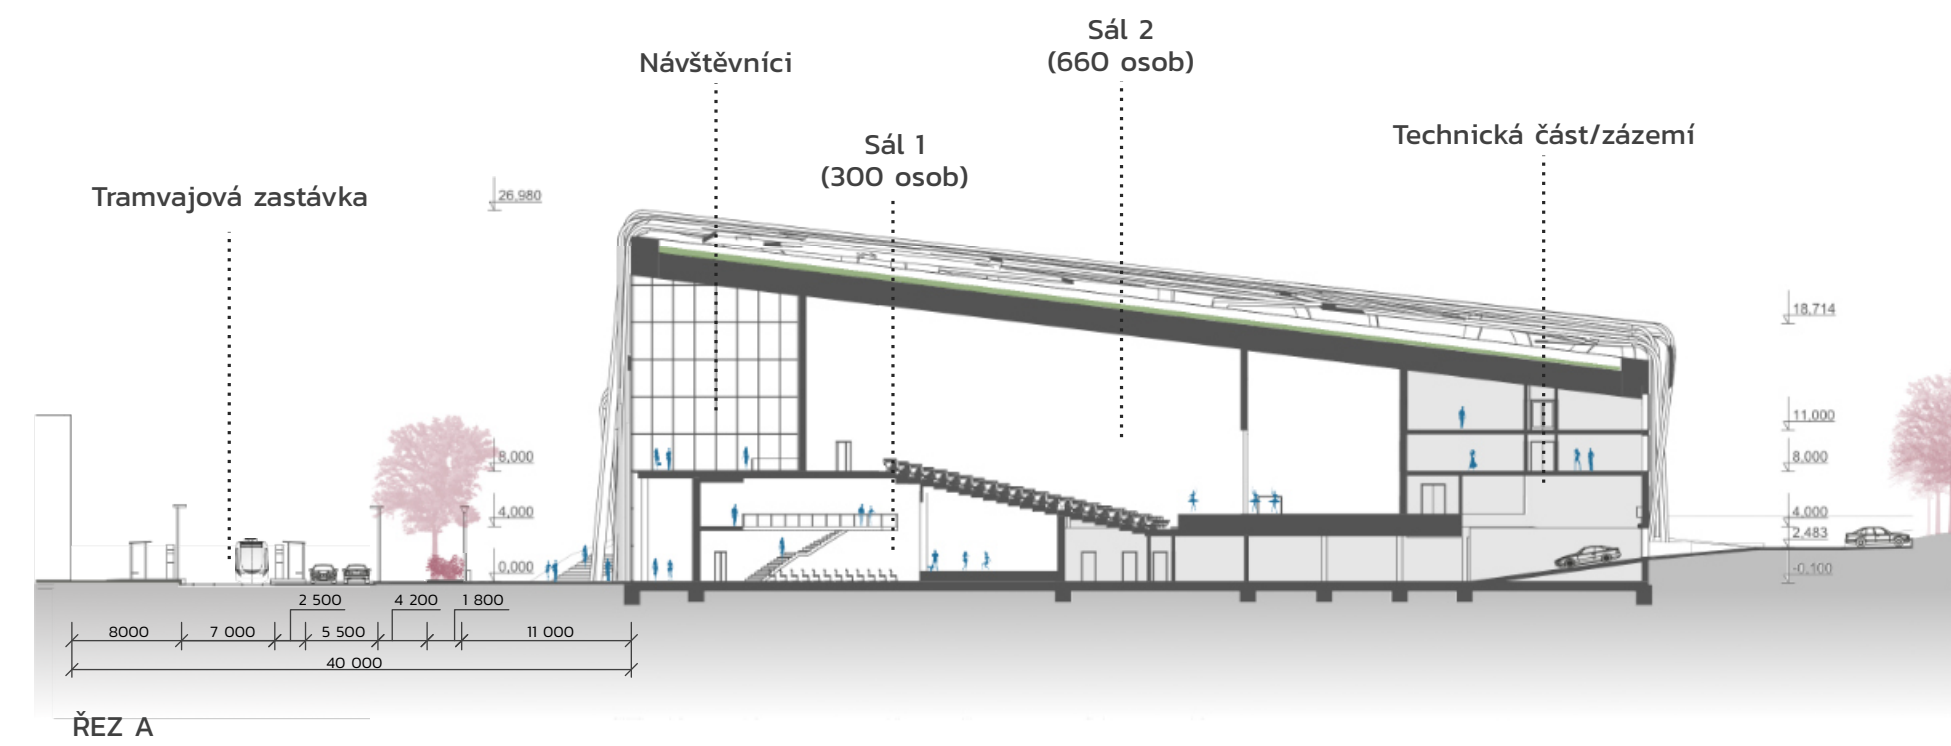 Sál 2
(660 osob)
Návštěvníci
Technická část/zázemí
Sál 1
(300 osob)
Tramvajová zastávka
26,980
18,714
11,000
8,000
8,000
4,000
4,000
2,483
0,000
-0,100
2 500
4 200
1 800
8000
7 000
5 500
11 000
40 000
ŘEZ A